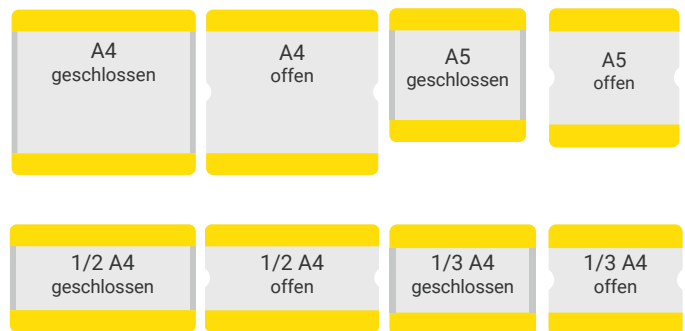 A4
geschlossen
A4
offen
A5
geschlossen
A5
offen
1/2 A4
geschlossen
1/2 A4
offen
1/3 A4
geschlossen
1/3 A4
offen